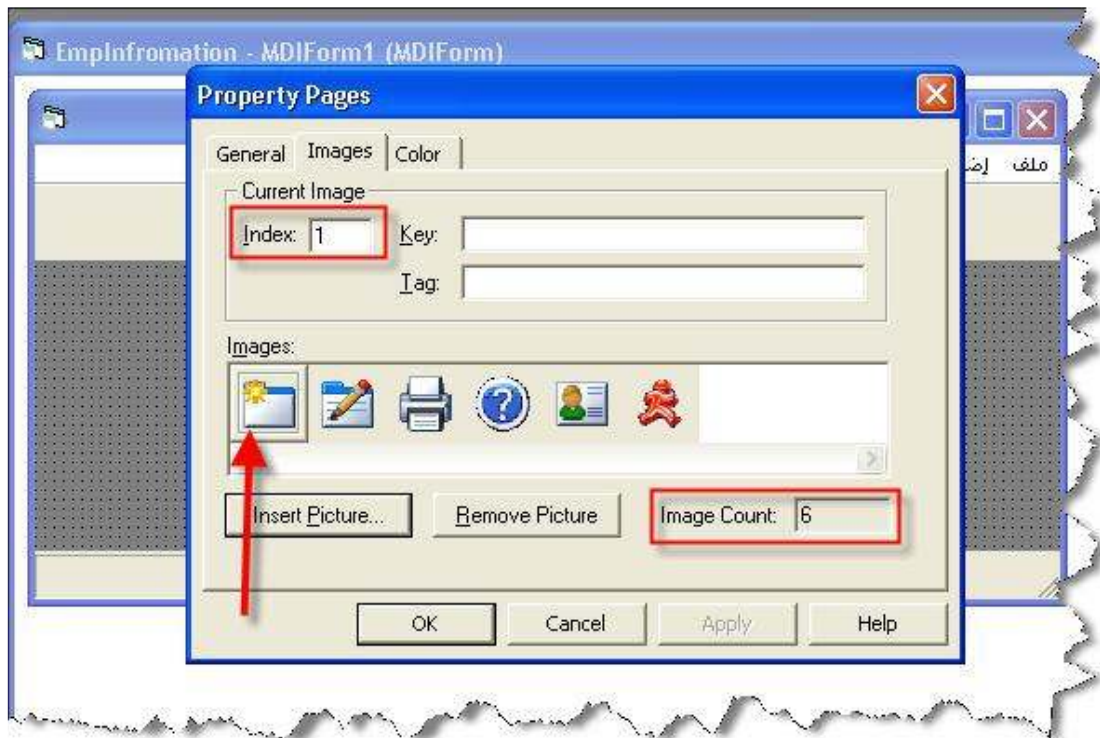 EmpInfromation - MDIForm1 (MDIForm)
Property Pages
General Images Color
ملف
Current Image
Index: 1 Key:
Tag:
Images:
Insert Picture... Remove Picture Image Count: 6
OK Cancel Apply Help